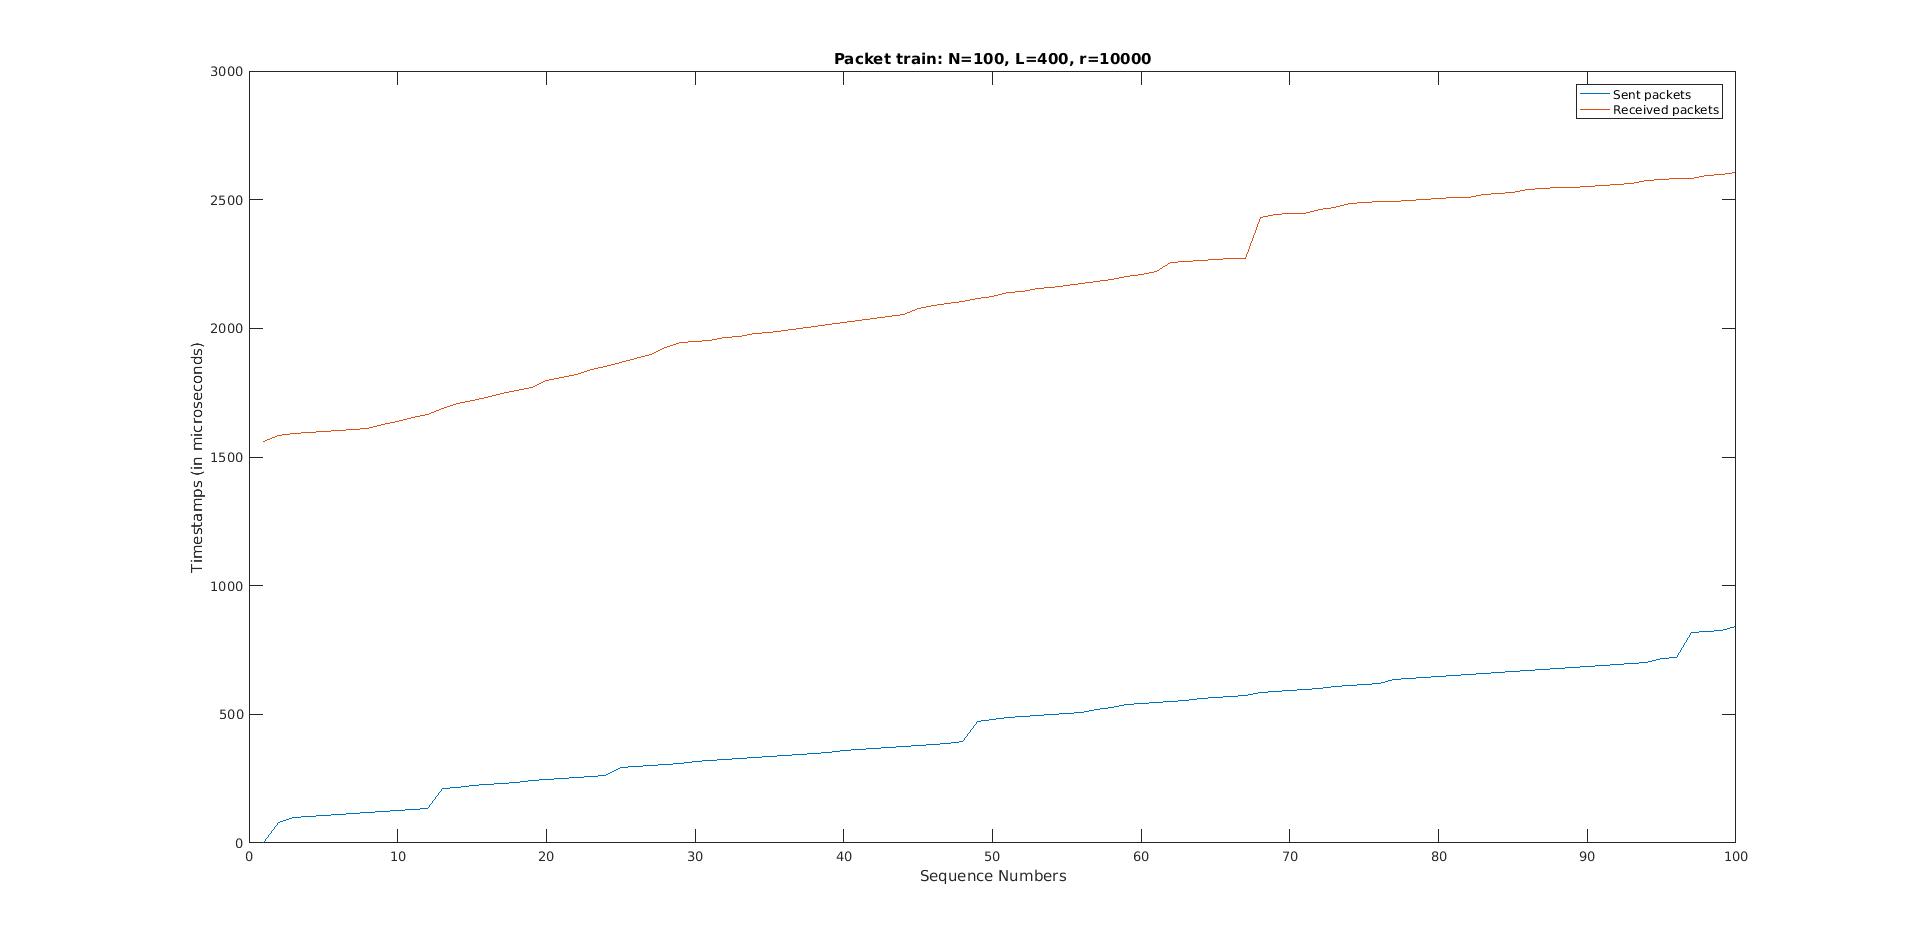 Packet train: N=100, L=400, r=10000
Sent packets
Received packets
3000
2500
2000
1500
1000
500
0
Timestamps (in microseconds)
0 10 20 30 40 50 60 70 80 90 100
Sequence Numbers